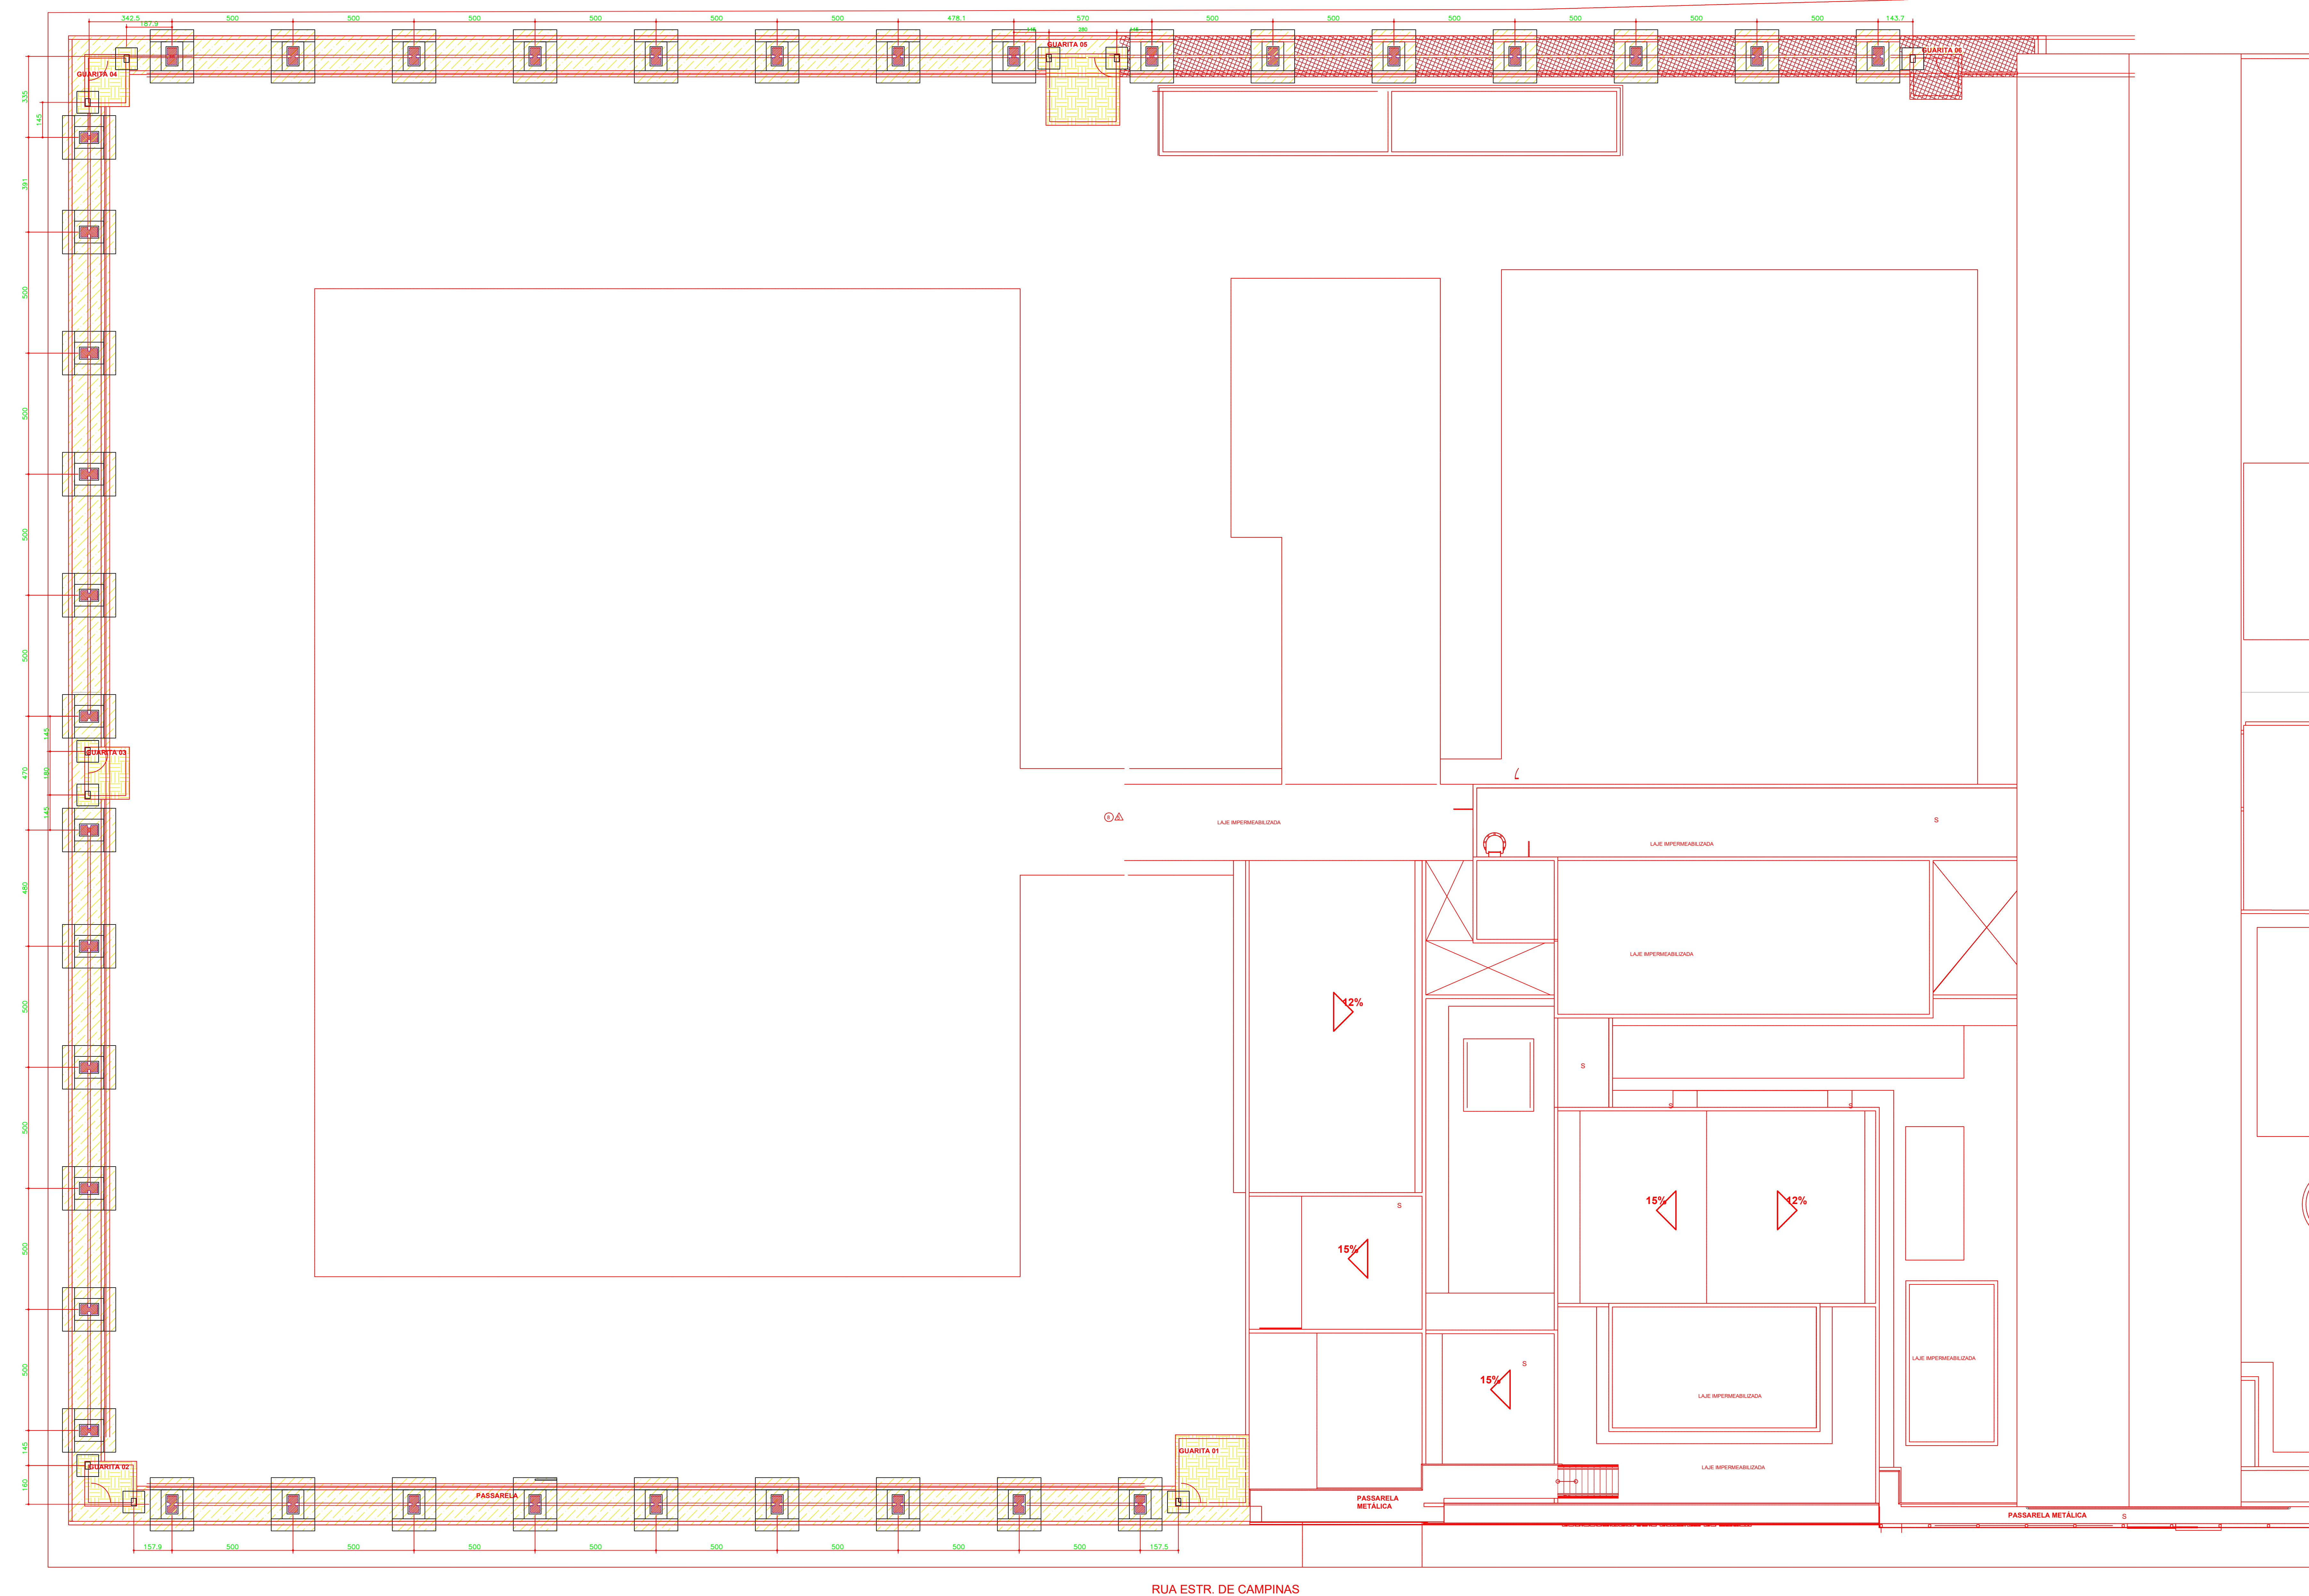 342.5 500 500 500 500 500 500 478.1 570 500 500 500 500 500 500 143.7
187.9
280
GUARITA 05
GUARITA 06
GUARITA 04
335
145
391
500
500
500
500
145
GUARITA 03
470
180
145
LAJE IMPERMEABILIZADA
S
LAJE IMPERMEABILIZADA
480
LAJE IMPERMEABILIZADA
12%
500
S
S
S
500
15%
12%
S
15%
500
LAJE IMPERMEABILIZADA
S
500
15%
LAJE IMPERMEABILIZADA
145
GUARITA 01
GUARITA 02
LAJE IMPERMEABILIZADA
160
PASSARELA
PASSARELA
METÁLICA
PASSARELA METÁLICA
S
157.9 500 500 500 500 500 500 500 500 157.5
RUA ESTR. DE CAMPINAS